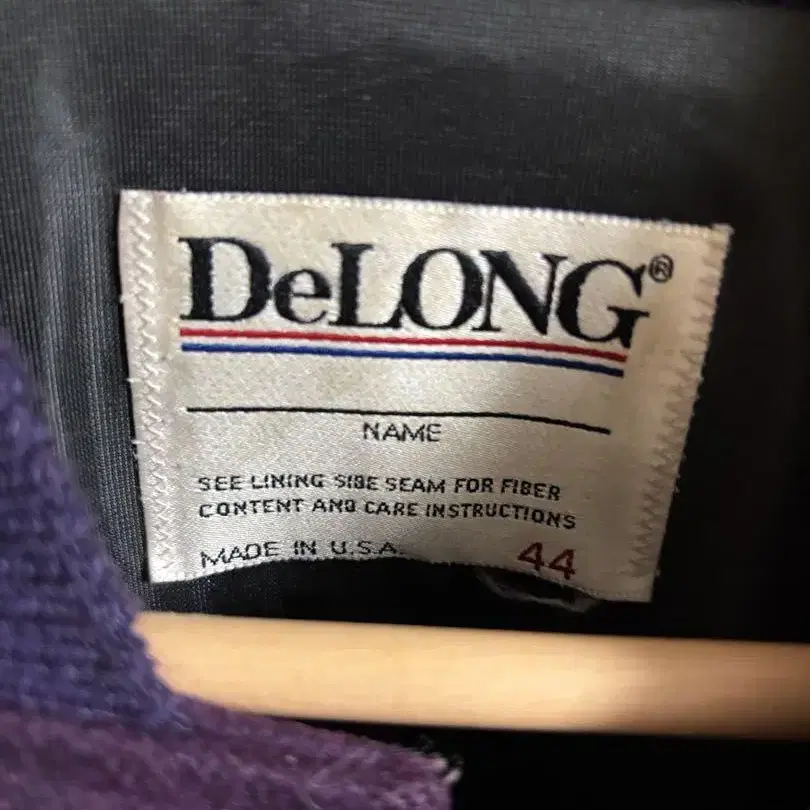 DeLONG®
NAME
SEE LINING SIDE SEAM FOR FIBER
CONTENT AND CARE INSTRUCTIONS
MADE IN U.S.A. 44